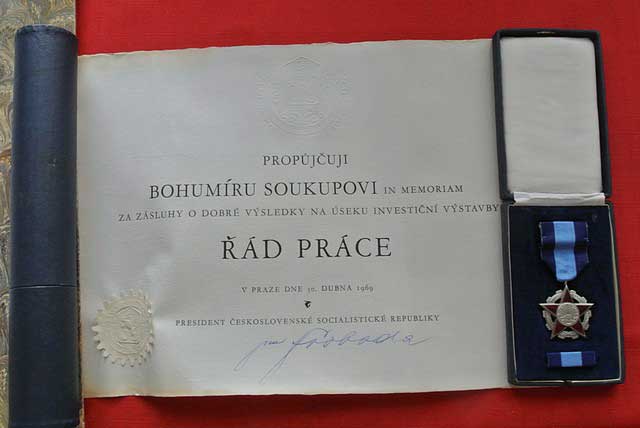 PROPŮJČUJI
BOHUMÍRU SOUKUPOVI IN MEMORIAM
ZA ZÁSLUHY O DOBRÉ VÝSLEDKY NA ÚSEKU INVESTIČNÍ VÝSTAVBY
ŘÁD PRÁCE
V PRAZE DNE 30. DUBNA 1969
PRESIDENT ČESKOSLOVENSKÉ SOCIALISTICKÉ REPUBLIKY
Svoboda